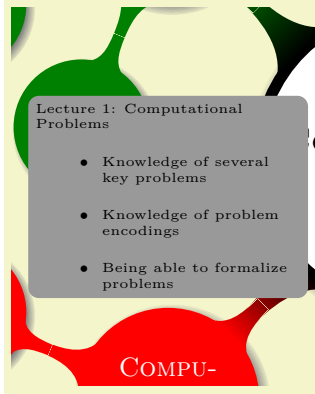 Lecture 1: Computational
Problems
• Knowledge of several
key problems
• Knowledge of problem
encodings
• Being able to formalize
problems
COMPU-